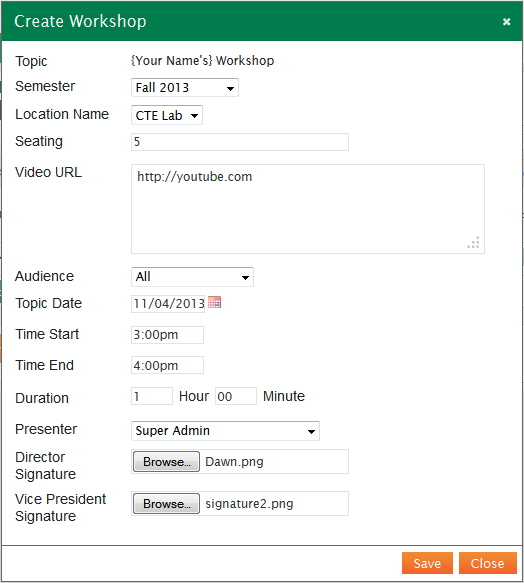 Create Workshop
Topic {Your Name's} Workshop
Semester Fall 2013
Location Name CTE Lab
Seating 5
Video URL http://youtube.com
Audience All
Topic Date 11/04/2013
Time Start 3:00pm
Time End 4:00pm
Duration 1 Hour 00 Minute
Presenter Super Admin
Director Signature Browse... Dawn.png
Vice President Signature Browse... signature2.png
Save Close